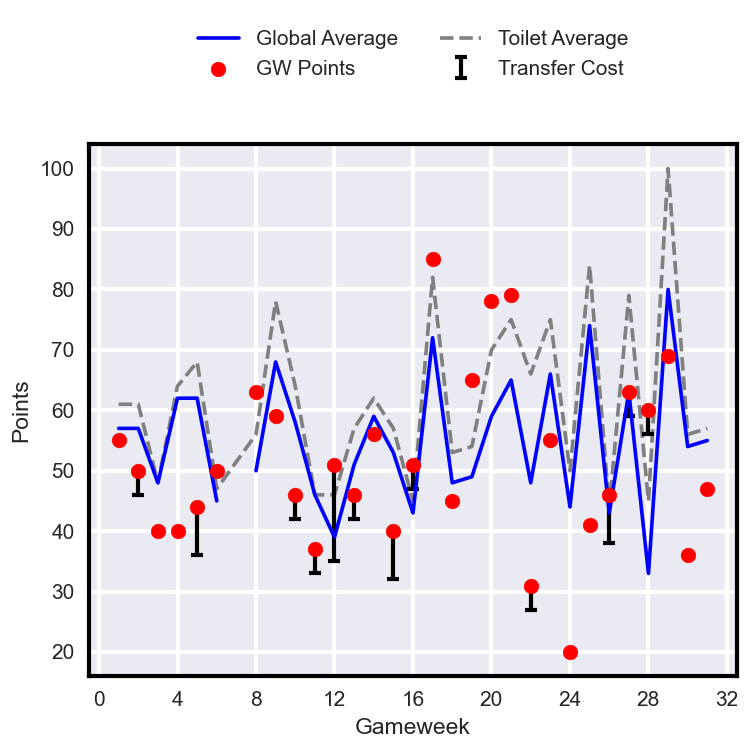 Global Average
Toilet Average
GW Points
Transfer Cost
Points
100
90
80
70
60
50
40
30
20
0 4 8 12 16 20 24 28 32
Gameweek